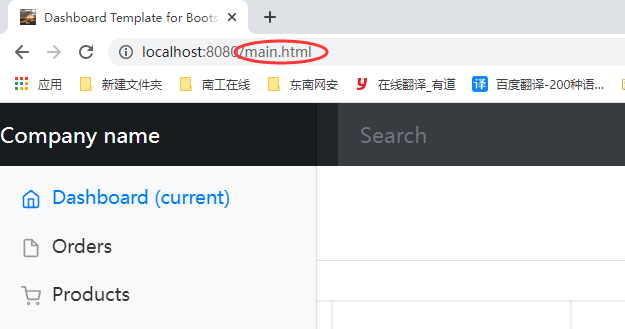 Dashboard Template for Boots
localhost:8080/main.html
应用 新建文件夹 南工在线 东南网安 在线翻译_有道 译 百度翻译-200种语...
Company name Search
Dashboard (current)
Orders
Products